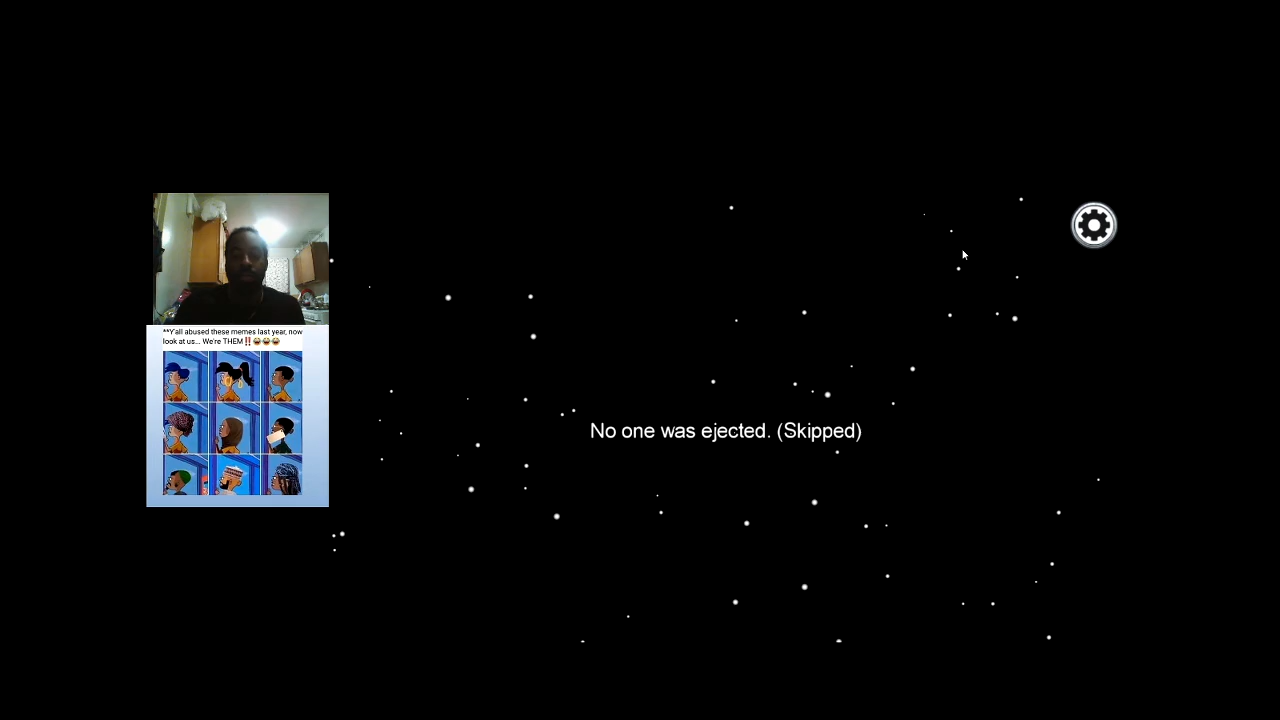 **Y'all abused these memes last year, now
look at us... We're THEM‼️😂😂😂
No one was ejected. (Skipped)